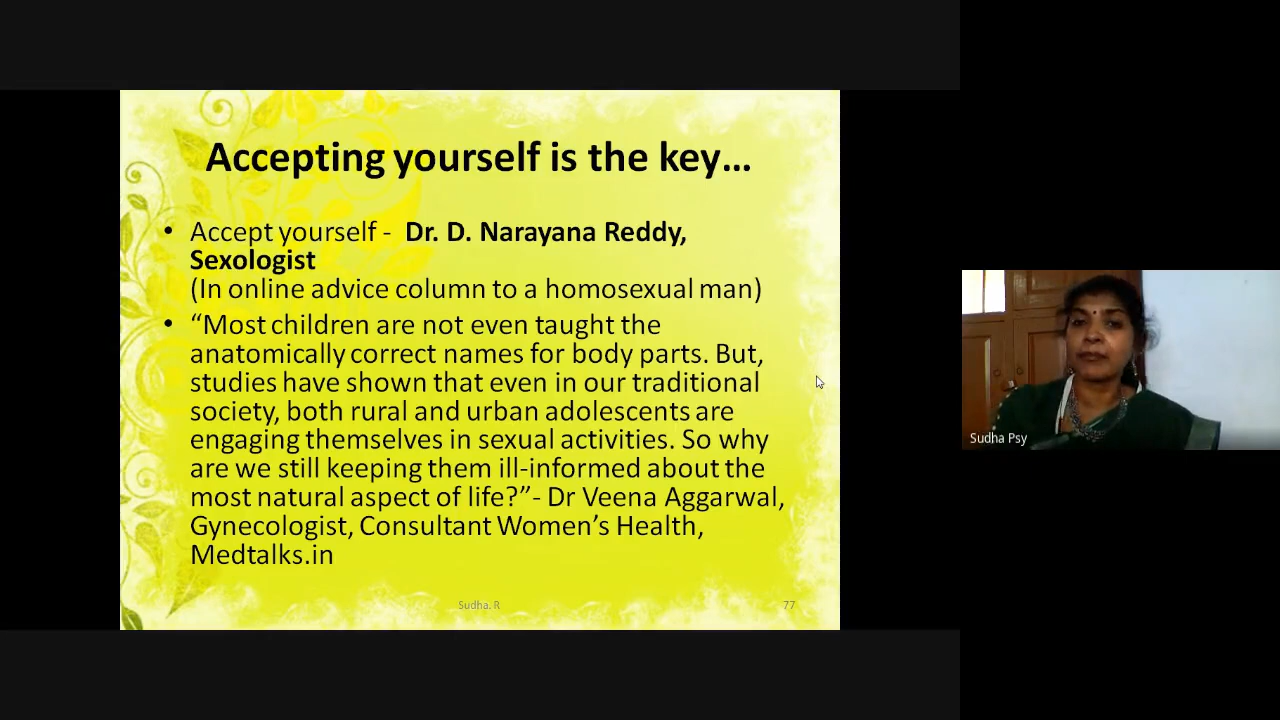 Accepting yourself is the key…
• Accept yourself - Dr. D. Narayana Reddy,
Sexologist
(In online advice column to a homosexual man)
• “Most children are not even taught the
anatomically correct names for body parts. But,
studies have shown that even in our traditional
society, both rural and urban adolescents are
engaging themselves in sexual activities. So why
are we still keeping them ill-informed about the
most natural aspect of life?”- Dr Veena Aggarwal,
Gynecologist, Consultant Women’s Health,
Medtalks.in
Sudha. R
77
Sudha Psy